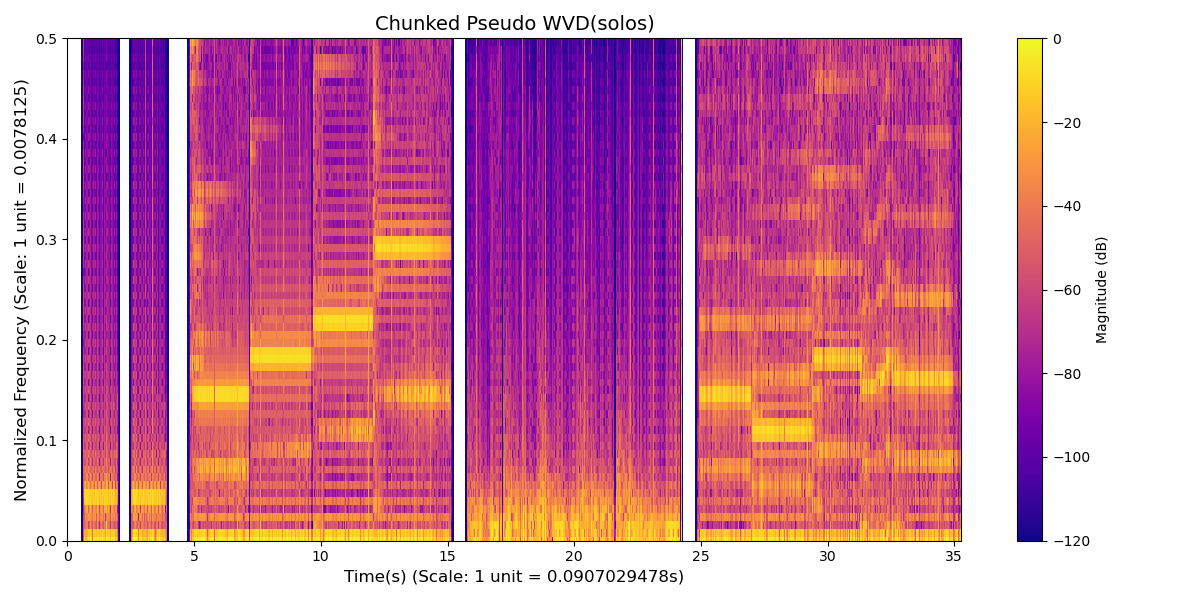 Chunked Pseudo WVD(solos)
Normalized Frequency (Scale: 1 unit = 0.0078125)
0.5
0.4
0.3
0.2
0.1
0.0
0 5 10 15 20 25 30 35
Time(s) (Scale: 1 unit = 0.0907029478s)
0
−20
−40
−60
−80
−100
−120
Magnitude (dB)